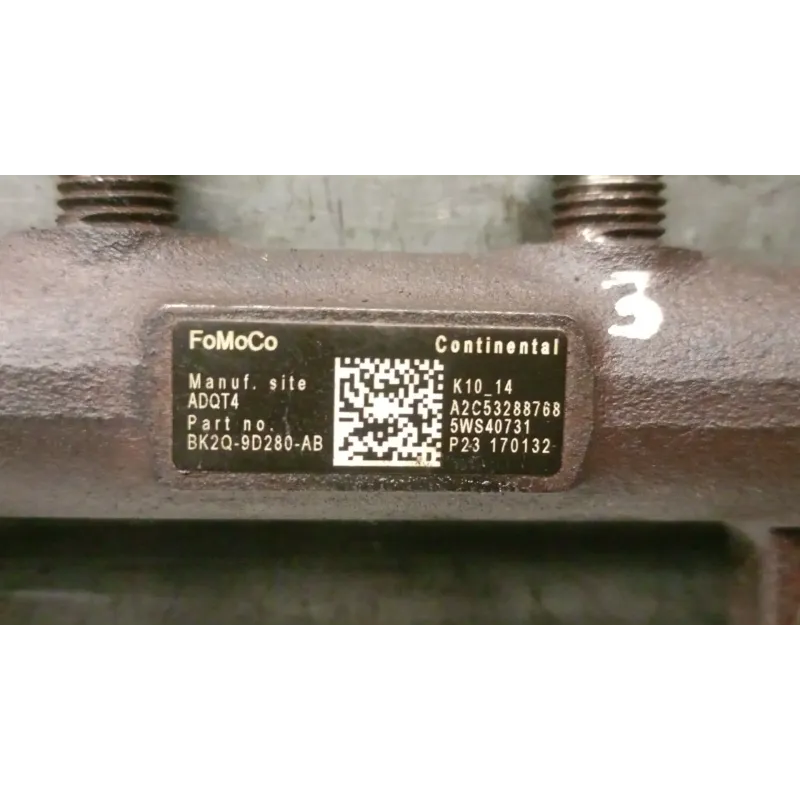 FoMoCo
Continental
Manuf. site
ADQT4
Part no.
BK2Q-9D280-AB
K10_14
A2C53288768
5WS40731
P23 170132
3